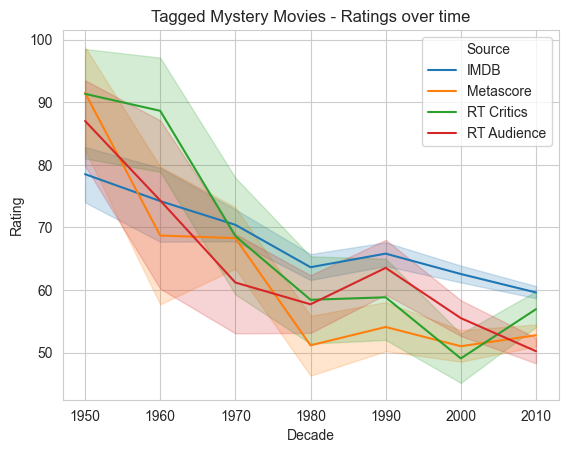 Tagged Mystery Movies - Ratings over time
100
90
80
70
60
50
Rating
Source
IMDB
Metascore
RT Critics
RT Audience
1950 1960 1970 1980 1990 2000 2010
Decade